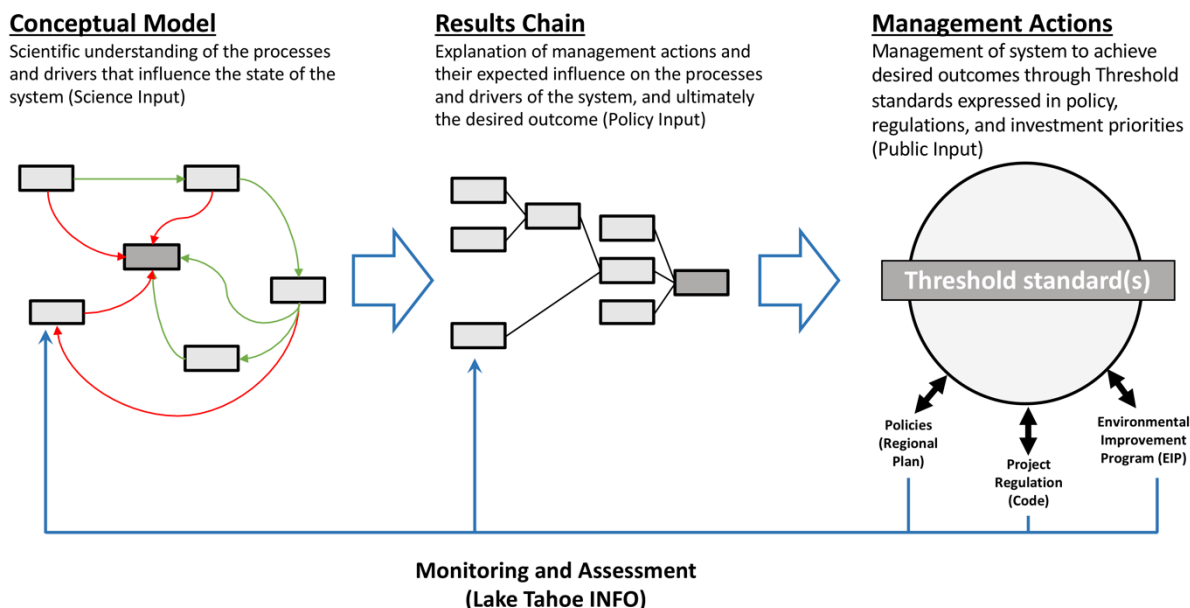 Conceptual Model
Scientific understanding of the processes
and drivers that influence the state of the
system (Science Input)
Results Chain
Explanation of management actions and
their expected influence on the processes
and drivers of the system, and ultimately
the desired outcome (Policy Input)
Management Actions
Management of system to achieve
desired outcomes through Threshold
standards expressed in policy,
regulations, and investment priorities
(Public Input)
Threshold standard(s)
Policies
(Regional
Plan)
Project
Regulation
(Code)
Environmental
Improvement
Program (EIP)
Monitoring and Assessment
(Lake Tahoe INFO)